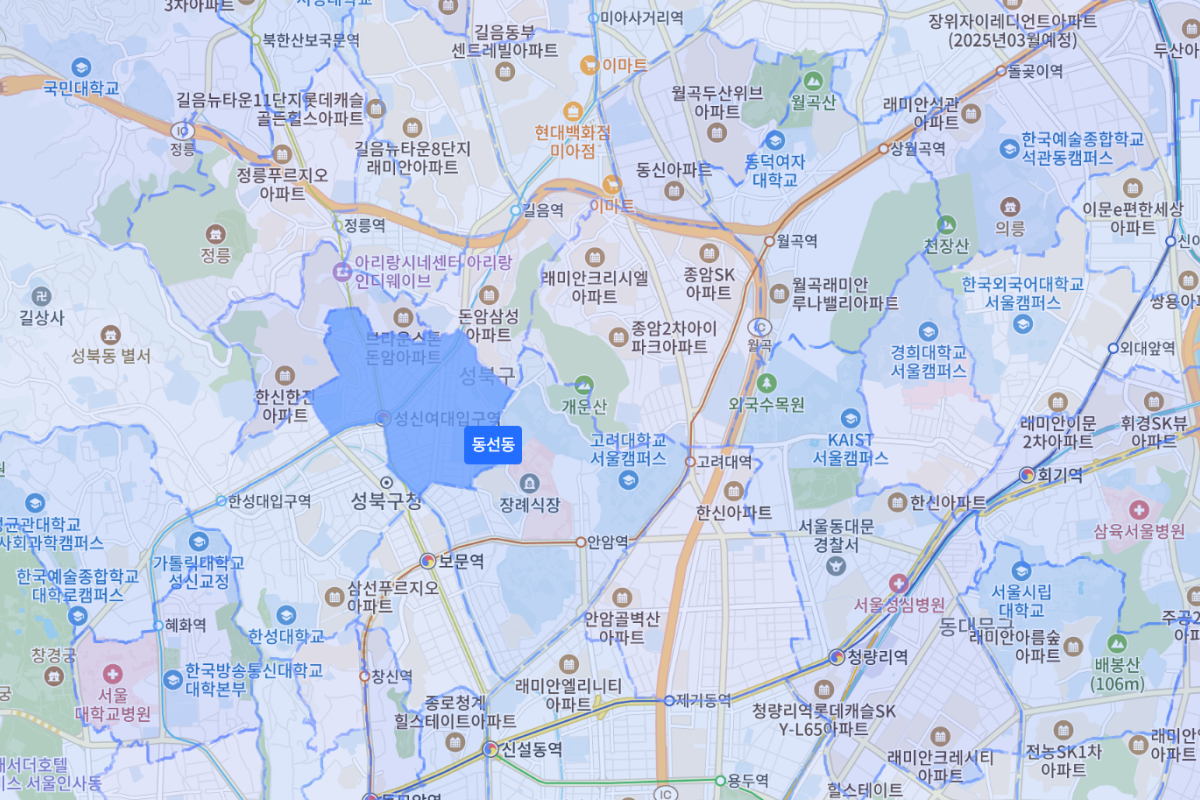 3차아파트
북한산보국문역
국민대학교
길음뉴타운11단지롯데캐슬
골든힐스아파트
IC
정릉
정릉푸르지오
아파트
길음동부
센트레빌아파트
미아사거리역
이마트
현대백화점
미아점
길음뉴타운8단지
래미안아파트
월곡두산위브
아파트
월곡산
장위자이레디언트아파트
(2025년03월예정)
두산아
돌곶이역
래미안석관
아파트
한국예술종합학교
석관동캠퍼스
상월곡역
동덕여자
대학교
동신아파트
이마트
길음역
정릉역
정릉
아리랑시네센터 아리랑
인디웨이브
월곡역
의릉
이문e편한세상
아파트
천장산
길상사
성북동 별서
돈암삼성
아파트
래미안크리시엘
아파트
종암SK
아파트
월곡래미안
루나밸리아파트
한국외국어대학교
서울캠퍼스
쌍용아
브라운스톤
돈암아파트
종암2차아이
파크아파트
IC
월곡
외대앞역
경희대학교
서울캠퍼스
성북구
한신한진
아파트
개운산
외국수목원
성신여대입구역
동선동
고려대학교
서울캠퍼스
KAIST
서울캠퍼스
래미안이문
2차아파트
휘경SK뷰
아파트
고려대역
회기역
한성대입구역
성북구청
장례식장
한신아파트
한신아파트
삼육서울병원
사회과학캠퍼스
안암역
서울동대문
경찰서
가톨릭대학교
성신교정
보문역
한국예술종합학교
대학로캠퍼스
삼선푸르지오
아파트
서울성심병원
서울시립
대학교
혜화역
한성대학교
안암골벽산
아파트
동대문구
래미안아름숲
아파트
배봉산
(106m)
창경궁
서울
대학교병원
한국방송통신대학교
대학본부
창신역
청량리역
래미안엘리니티
아파트
제기동역
종로청계
힐스테이트아파트
청량리역롯데캐슬SK
Y-L65아파트
신설동역
래미안크레시티
아파트
전농SK1차
아파트
용두역
IC
힐스테이트